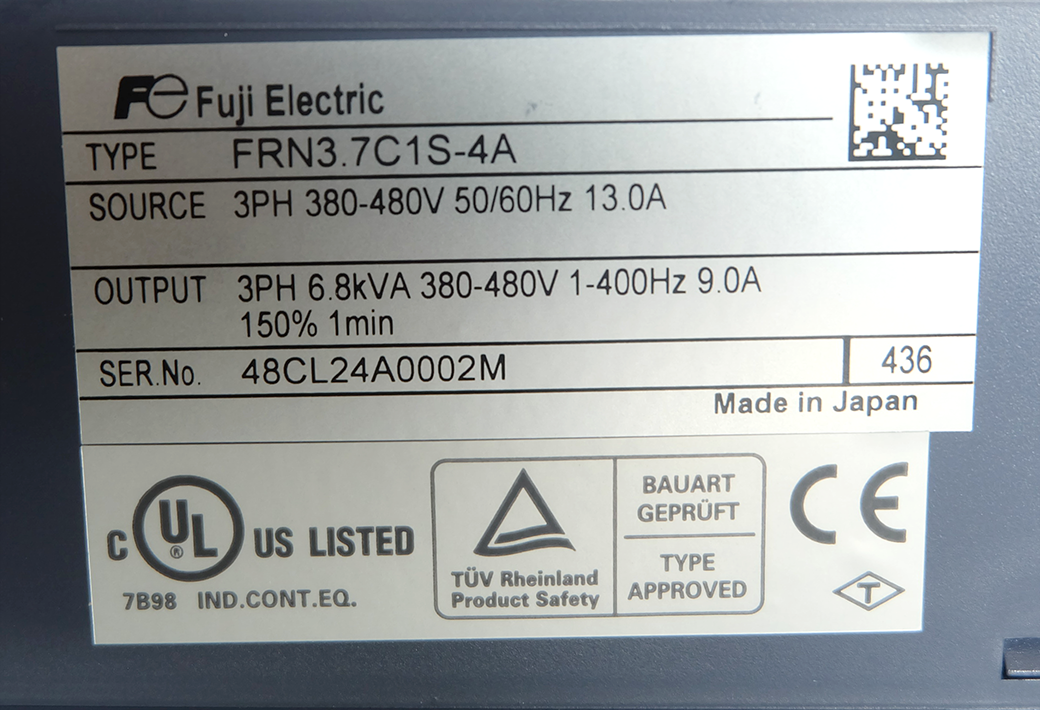 Fe Fuji Electric
TYPE FRN3.7C1S-4A
SOURCE 3PH 380-480V 50/60Hz 13.0A
OUTPUT 3PH 6.8kVA 380-480V 1-400Hz 9.0A
150% 1min
SER.No. 48CL24A0002M 436
Made in Japan
C UL® US LISTED
7B98 IND.CONT.EQ.
TÜV Rheinland
Product Safety
BAUART
GEPRÜFT
TYPE
APPROVED
CE
T